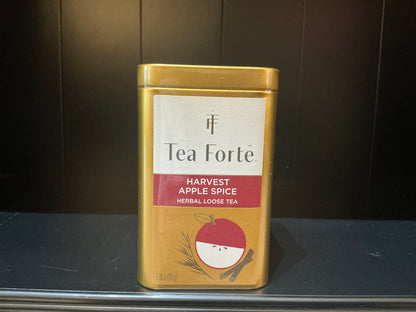 Tea Forté
HARVEST
APPLE SPICE
HERBAL LOOSE TEA